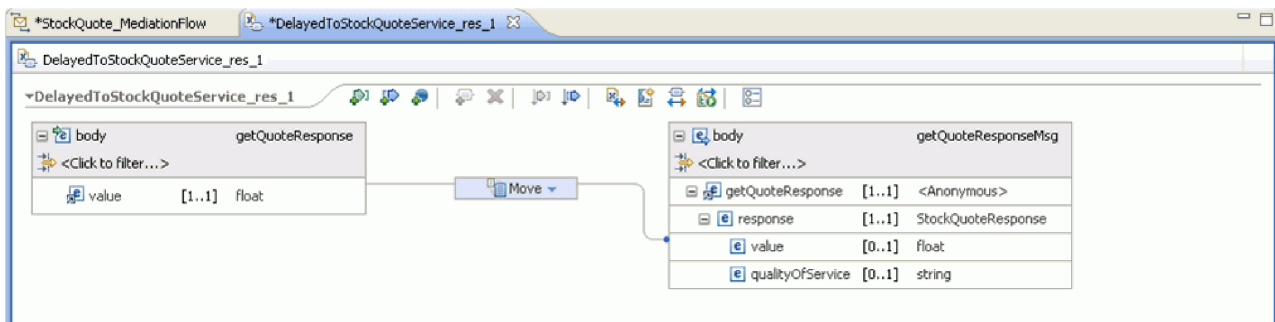 *StockQuote_MediationFlow *DelayedToStockQuoteService_res_1
DelayedToStockQuoteService_res_1
DelayedToStockQuoteService_res_1
body getQuoteResponse
<Click to filter...>
value [1..1] float
Move
body getQuoteResponseMsg
<Click to filter...>
getQuoteResponse [1..1] <Anonymous>
response [1..1] StockQuoteResponse
value [0..1] float
qualityOfService [0..1] string